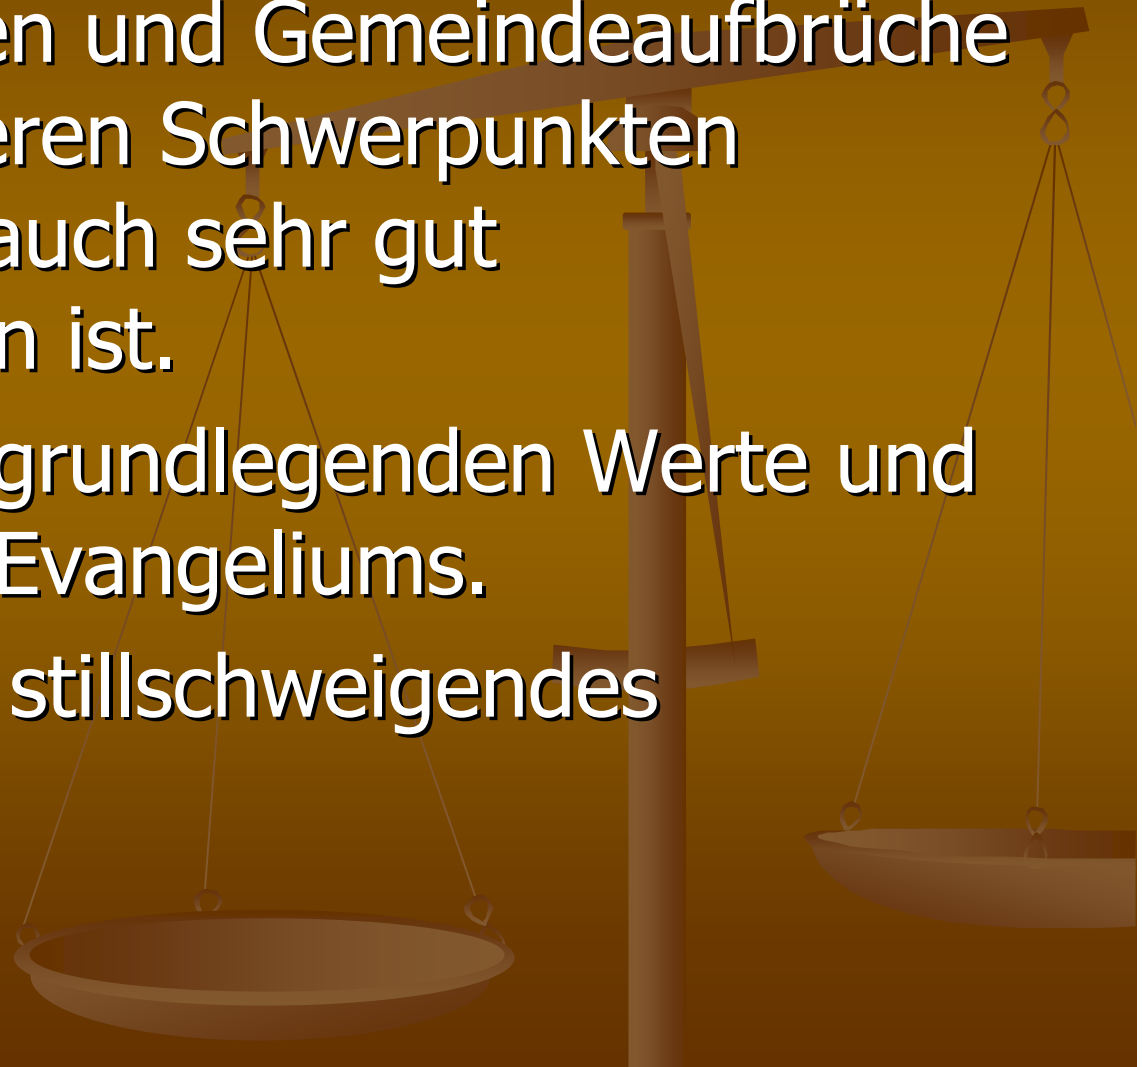 en und Gemeindeaufbrüche
eren Schwerpunkten
auch sehr gut
n ist.
grundlegenden Werte und
Evangeliums.
stillschweigendes